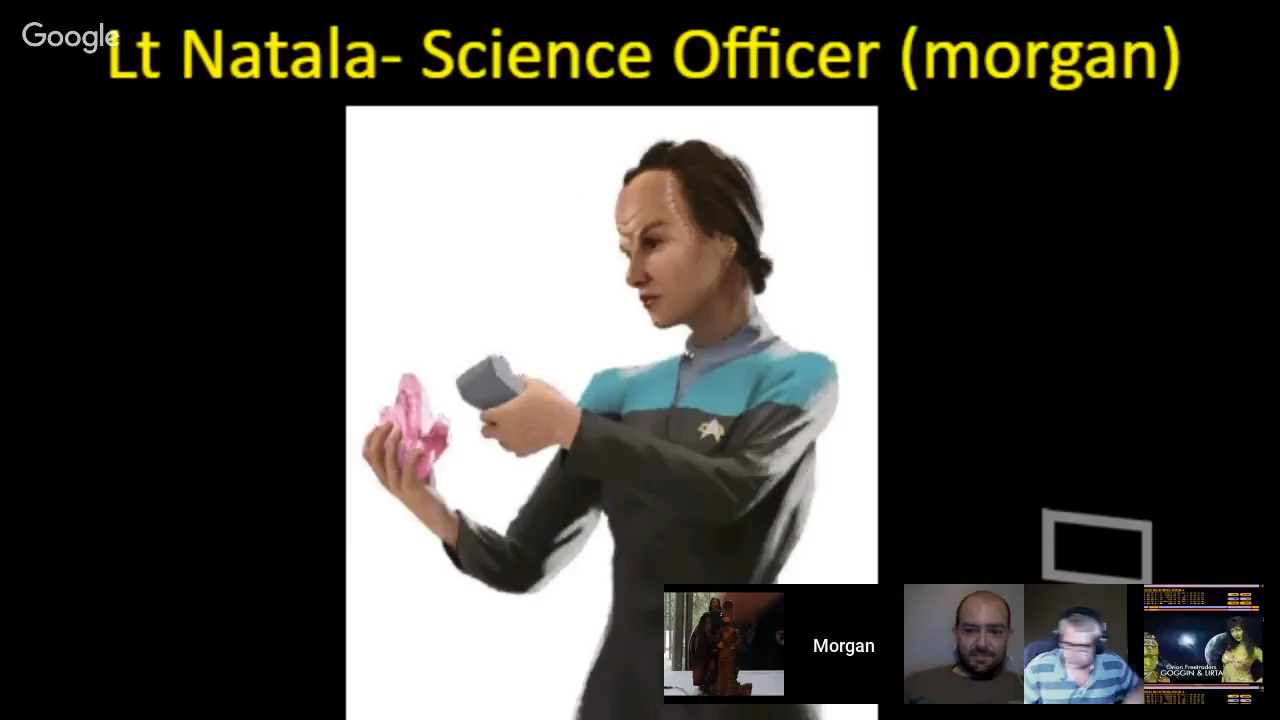 Google
Lt Natala- Science Officer (morgan)
Morgan
Orion Freetraders
GOGGIN & LIRTA